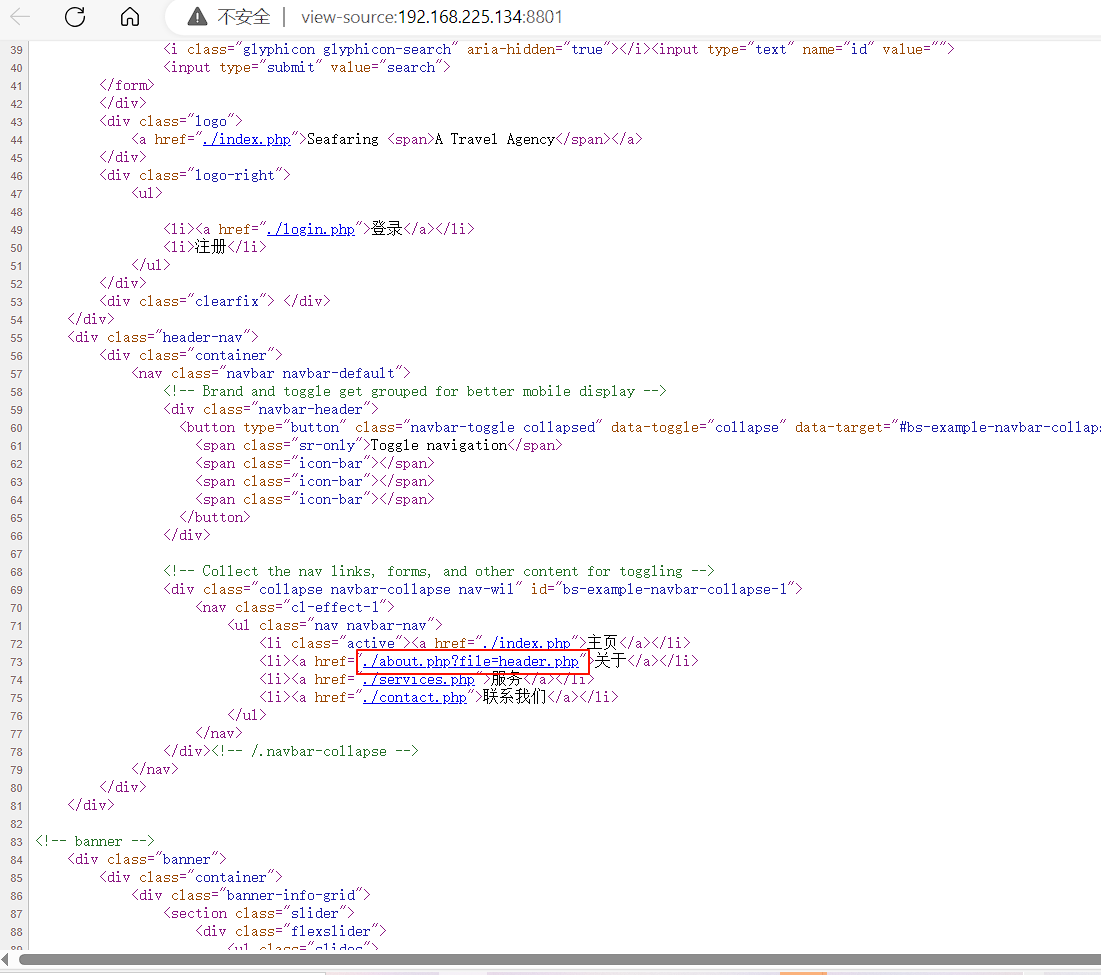 不安全 | view-source:192.168.225.134:8801
39 <i class="glyphicon glyphicon-search" aria-hidden="true"></i><input type="text" name="id" value="">
40 <input type="submit" value="search">
41 </form>
42 </div>
43 <div class="logo">
44 <a href="./index.php">Seafaring <span>A Travel Agency</span></a>
45 </div>
46 <div class="logo-right">
47 <ul>
48
49 <li><a href="./login.php">登录</a></li>
50 <li>注册</li>
51 </ul>
52 </div>
53 <div class="clearfix"> </div>
54 </div>
55 <div class="header-nav">
56 <div class="container">
57 <nav class="navbar navbar-default">
58 <!-- Brand and toggle get grouped for better mobile display -->
59 <div class="navbar-header">
60 <button type="button" class="navbar-toggle collapsed" data-toggle="collapse" data-target="#bs-example-navbar-collaps
61 <span class="sr-only">Toggle navigation</span>
62 <span class="icon-bar"></span>
63 <span class="icon-bar"></span>
64 <span class="icon-bar"></span>
65 </button>
66 </div>
67
68 <!-- Collect the nav links, forms, and other content for toggling -->
69 <div class="collapse navbar-collapse nav-wil" id="bs-example-navbar-collapse-1">
70 <nav class="cl-effect-1">
71 <ul class="nav navbar-nav">
72 <li class="active"><a href="./index.php">主页</a></li>
73 <li><a href="./about.php?file=header.php">关于</a></li>
74 <li><a href="./services.php">服务</a></li>
75 <li><a href="./contact.php">联系我们</a></li>
76 </ul>
77 </nav>
78 </div><!-- /.navbar-collapse -->
79 </nav>
80 </div>
81 </div>
82
83 <!-- banner -->
84 <div class="banner">
85 <div class="container">
86 <div class="banner-info-grid">
87 <section class="slider">
88 <div class="flexslider">
89 <ul class="slides">